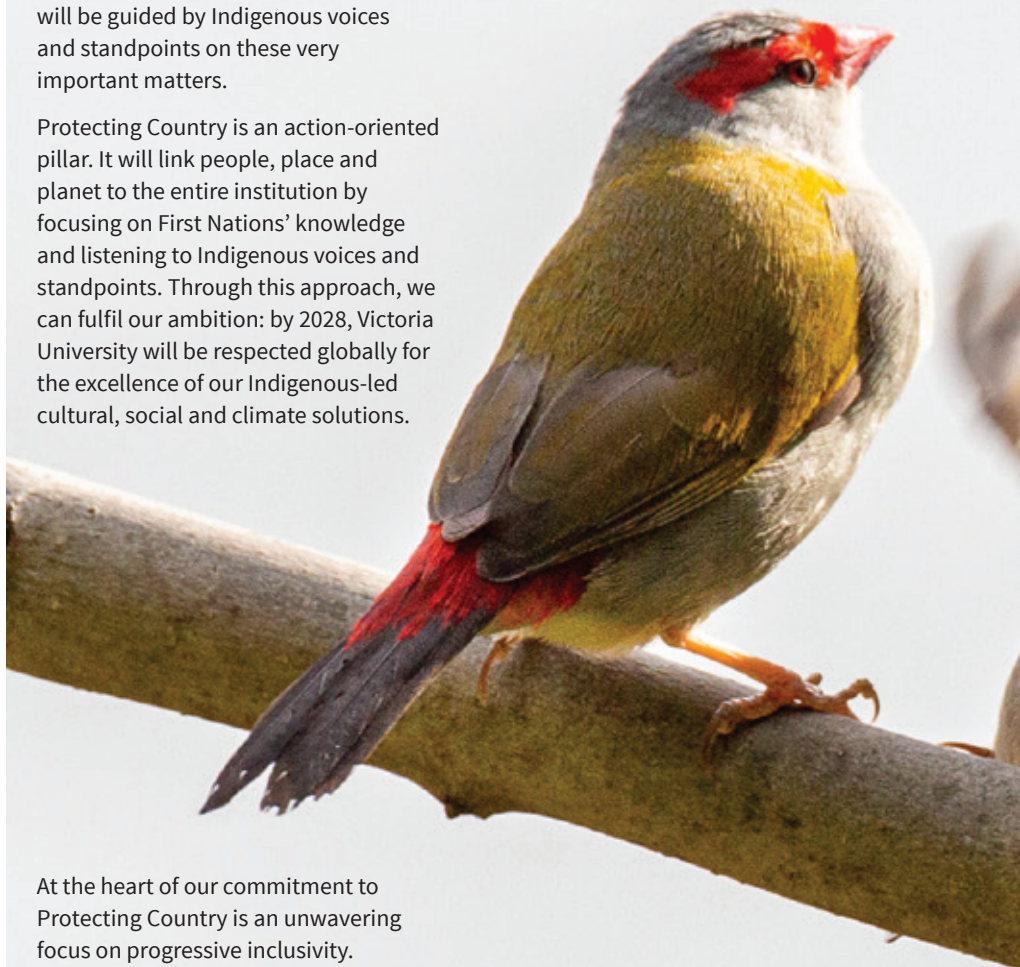 will be guided by Indigenous voices
and standpoints on these very
important matters.
Protecting Country is an action-oriented
pillar. It will link people, place and
planet to the entire institution by
focusing on First Nations’ knowledge
and listening to Indigenous voices and
standpoints. Through this approach, we
can fulfil our ambition: by 2028, Victoria
University will be respected globally for
the excellence of our Indigenous-led
cultural, social and climate solutions.
At the heart of our commitment to
Protecting Country is an unwavering
focus on progressive inclusivity.